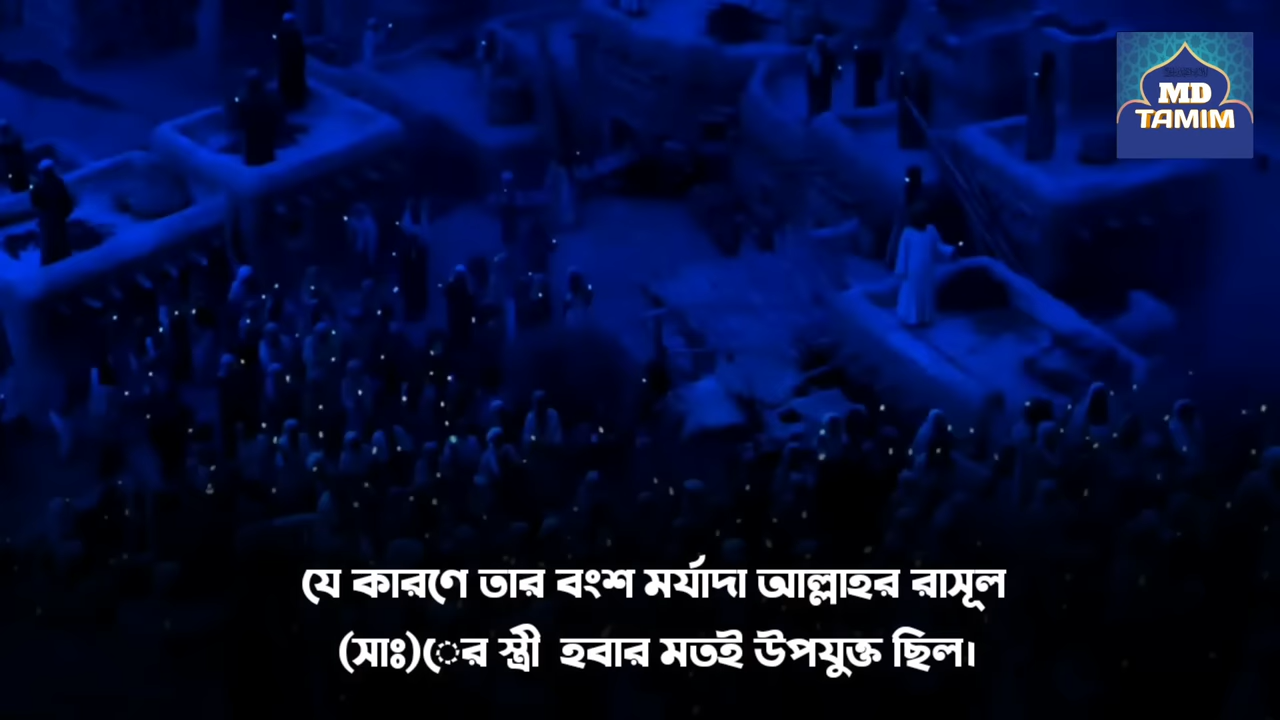 MD
TAMIM
যে কারণে তার বংশ মর্যাদা আল্লাহর রাসূল
(সাঃ)ের স্ত্রী হবার মতই উপযুক্ত ছিল।